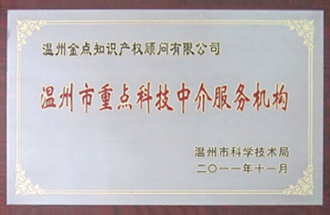 温州金点知识产权顾问有限公司
温州市重点科技中介服务机构
温州市科学技术局
二〇一一年十一月